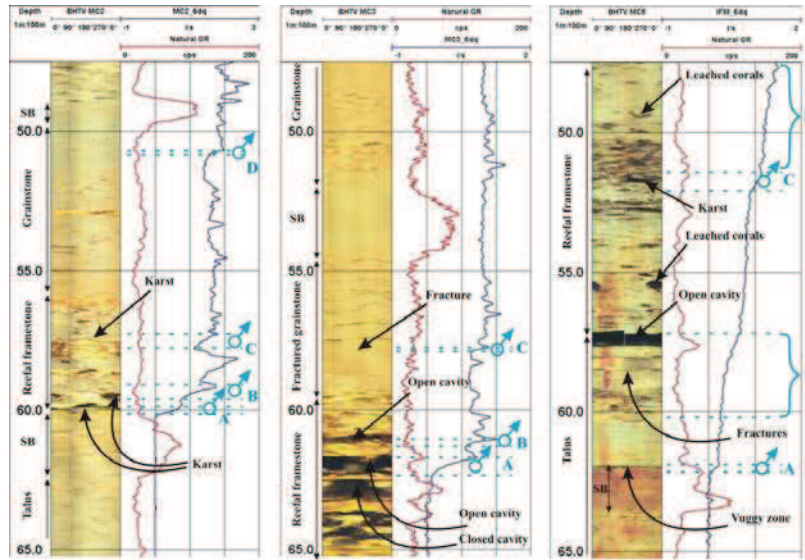 Depth BHTV MC2 MC2_6dq
1m:100m 0° 90° 180°270° 0° -1 l/s 2
Natural GR
0 cps 200
SB
50.0
D
Grainstone
55.0
Karst
Reefal framestone
C
B
60.0
A
SB
Karst
Talus
65.0
Depth BHTV MC3 Natural GR
1m:100m 0° 90° 180°270° 0° 0 cps 200
MC3_6dq
-1 2
Grainstone
50.0
SB
55.0
Fractured grainstone
Fracture
C
Open cavity
60.0
B
A
Reefal framestone
Open cavity
Closed cavity
65.0
Depth BHTV MC5 IFM_6dq
1m:100m 0° 90° 180°270° 0° -1 l/s 2
Natural GR
0 cps 200
Leached corals
50.0
C
Karst
Reefal framestone
Leached corals
55.0
Open cavity
60.0
Fractures
Talus
A
SB
Vuggy zone
65.0